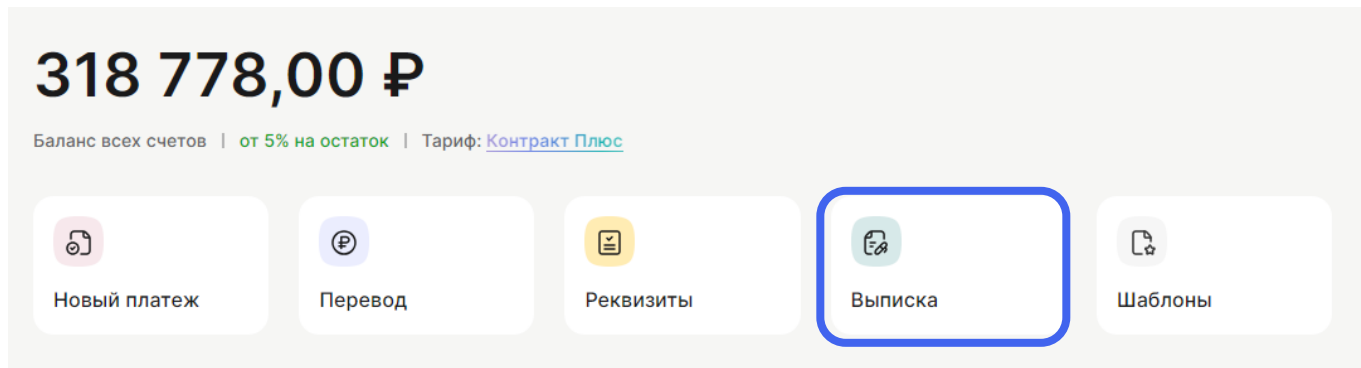 318 778,00 ₽
Баланс всех счетов | от 5% на остаток | Тариф: Контракт Плюс
Новый платеж Перевод Реквизиты Выписка Шаблоны